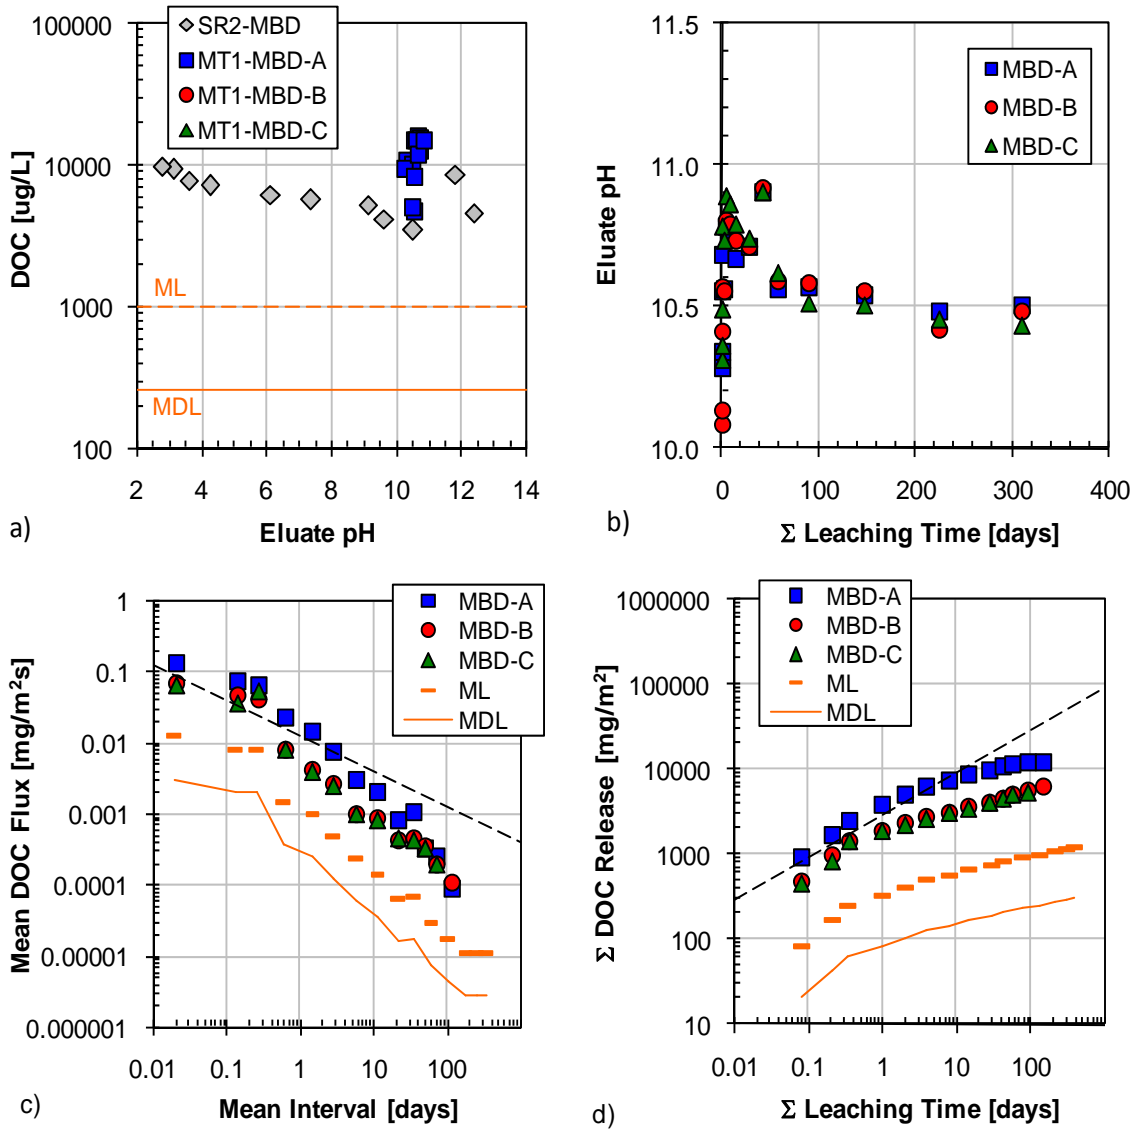 100000
10000
1000
100
DOC [ug/L]
SR2-MBD
MT1-MBD-A
MT1-MBD-B
MT1-MBD-C
ML
MDL
2 4 6 8 10 12 14
Eluate pH
a)
11.5
11.0
10.5
10.0
Eluate pH
MBD-A
MBD-B
MBD-C
0 100 200 300 400
Σ Leaching Time [days]
b)
1
0.1
0.01
0.001
0.0001
0.00001
0.000001
Mean DOC Flux [mg/m²s]
MBD-A
MBD-B
MBD-C
ML
MDL
0.01 0.1 1 10 100
Mean Interval [days]
c)
1000000
100000
10000
1000
100
10
Σ DOC Release [mg/m²]
MBD-A
MBD-B
MBD-C
ML
MDL
0.01 0.1 1 10 100
Σ Leaching Time [days]
d)